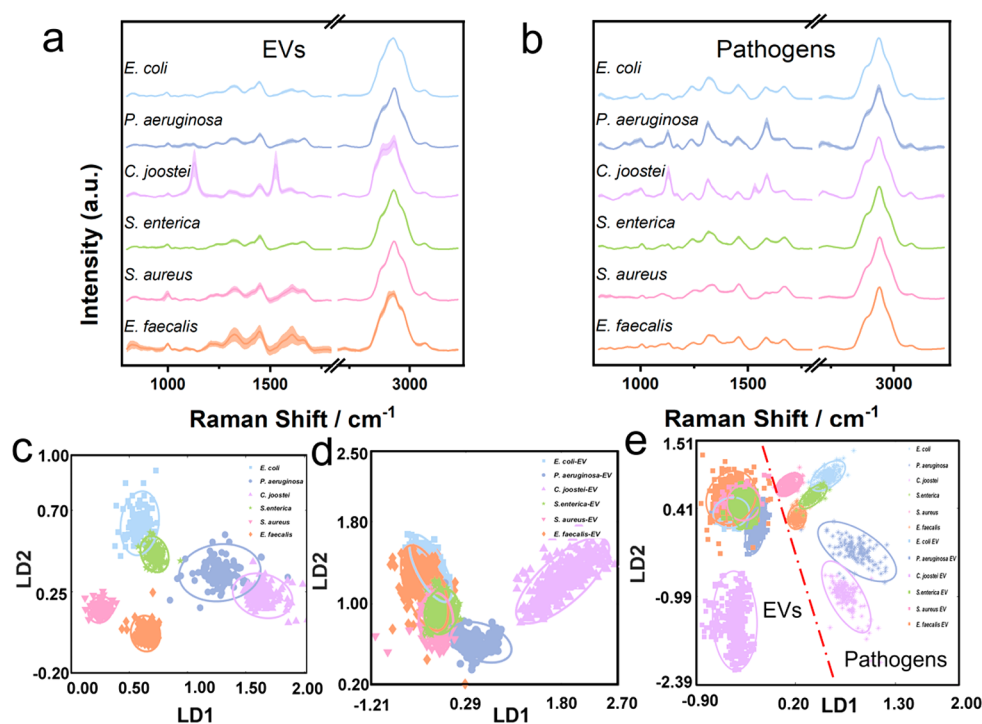 a
EVs
E. coli
P. aeruginosa
C. joostei
S. enterica
S. aureus
E. faecalis
Intensity (a.u.)
1000
1500
3000
Raman Shift / cm-1
b
Pathogens
E. coli
P. aeruginosa
C. joostei
S. enterica
S. aureus
E. faecalis
1000
1500
3000
Raman Shift / cm-1
c
1.00
0.70
0.25
-0.20
LD2
0.00
0.50
1.00
1.50
2.00
LD1
E. coli
P. aeruginosa
C. joostei
S.enterica
S. aureus
E. faecalis
d
2.50
1.80
1.00
0.20
LD2
-1.21
0.29
1.80
2.70
LD1
E. coli-EV
P. aeruginosa-EV
C. joostei-EV
S.enterica-EV
S. aureus-EV
E. faecalis-EV
e
1.51
0.41
-0.99
-2.39
LD2
-0.90
0.20
1.30
2.00
LD1
EVs
Pathogens
E. coli
P. aeruginosa
C. joostei
S.enterica
S. aureus
E. faecalis
E. coli EV
P. aeruginosa EV
C. joostei EV
S.enterica EV
S. aureus EV
E. faecalis EV